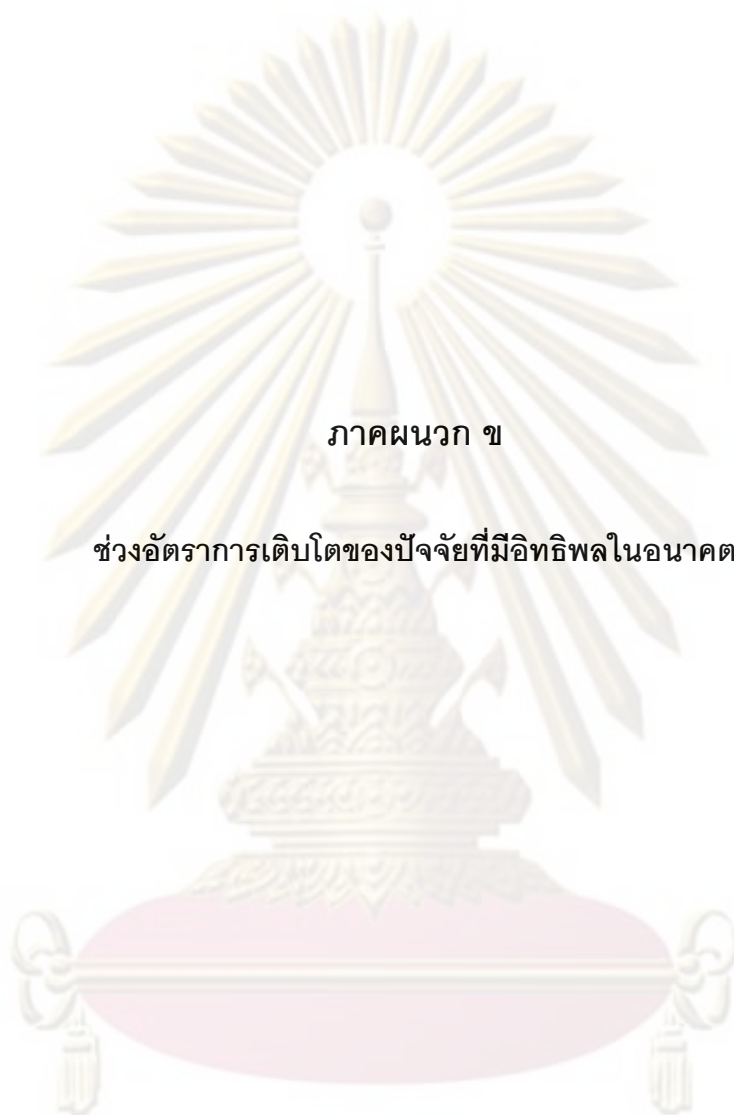 ภาคผนวก ข
ช่วงอัตราการเติบโตของปัจจัยที่มีอิทธิพลในอนาคต